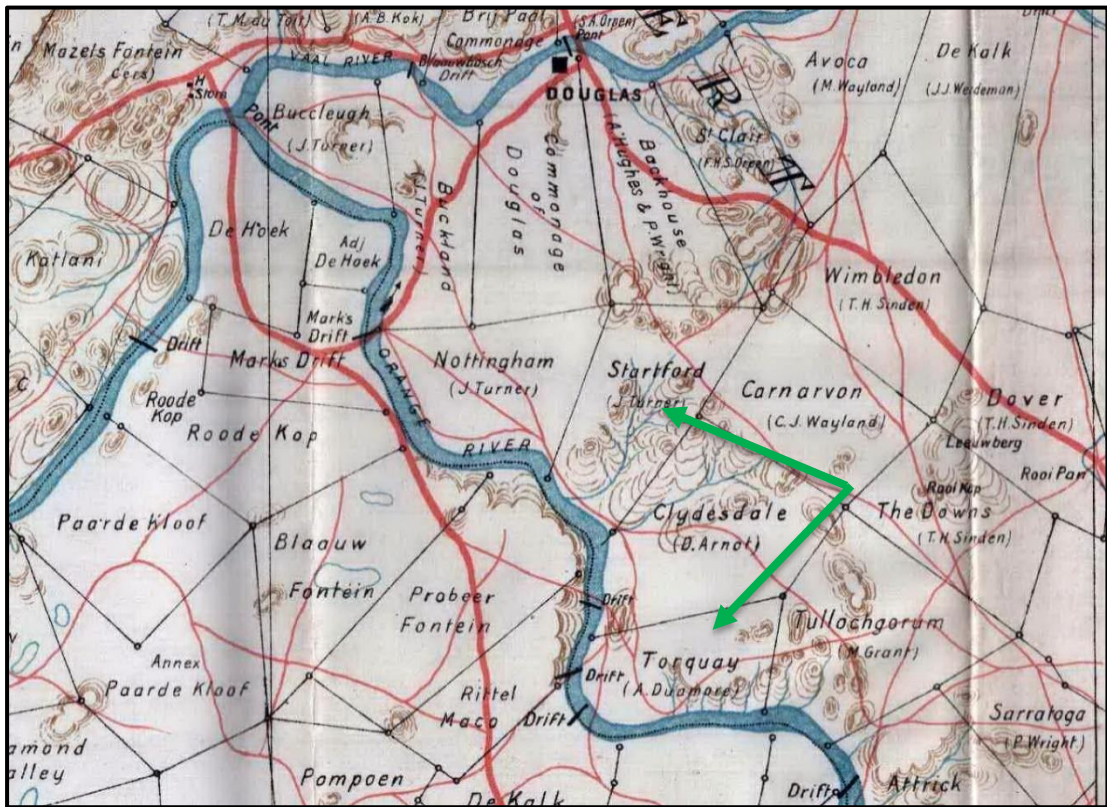 (T.M. du Toit)
(A.B. Kok)
Brij Paal
Commonage
(S.A. Orpen)
Pont
Mazels Fontein
Cers)
H
Store
VAAL RIVER
Blaauwbosch
Drift
DOUGLAS
E
R
T
Avoca
(M. Wayland)
De Kalk
(J.J. Weideman)
Pont
Buccleugh
(J. Turner)
St Clair
(F.H.S. Orpen)
Backhouse
(A. Hughes & P. Wright)
Commonage
of
Douglas
Buckland
(J. Turner)
De Hoek
Adj
De Hoek
Katlani
Wimbledon
(T.H. Sinden)
Marks
Drift
Marks Drift
Drift
ORANGE
RIVER
Nottingham
(J. Turner)
Startford
(J. Turner)
Carnarvon
(C.J. Wayland)
Dover
(T.H. Sinden)
Leeuwberg
Rooi Pan
C
Roode
Kop
Roode Kop
Rooi Kop
The Downs
(T.H. Sinden)
Clydesdale
(D. Arnot)
Paarde Kloof
Blaauw
Fontein
Probeer
Fontein
Drift
Tullochgorum
(M. Grant)
Annex
Paarde Kloof
Torquay
Drift
Rittel
Maco
Drift
Sarratoga
(P. Wright)
amond
alley
Pompoen
De Kalk
Drift
Attrick